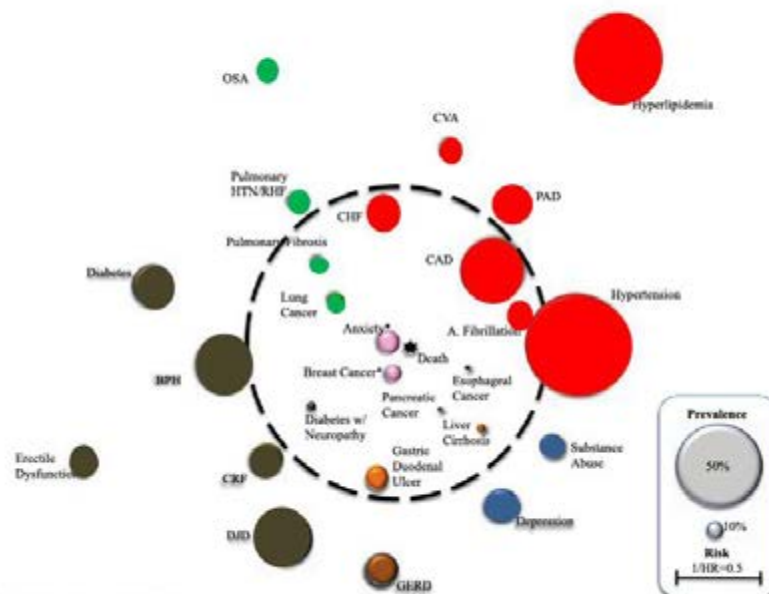 OSA
Hyperlipidemia
CVA
Pulmonary
HTN/RHF
PAD
CHF
Pulmonary Fibrosis
CAD
Diabetes
Lung
Cancer
Hypertension
Anxiety*
A. Fibrillation
Death
BPH
Breast Cancer*
Esophageal
Cancer
Pancreatic
Cancer
Diabetes w/
Neuropathy
Liver
Cirrhosis
Prevalence
50%
10%
Risk
1/HR=0.5
Substance
Abuse
Erectile
Dysfunction
Gastric
Duodenal
Ulcer
CRF
Depression
DJD
GERD